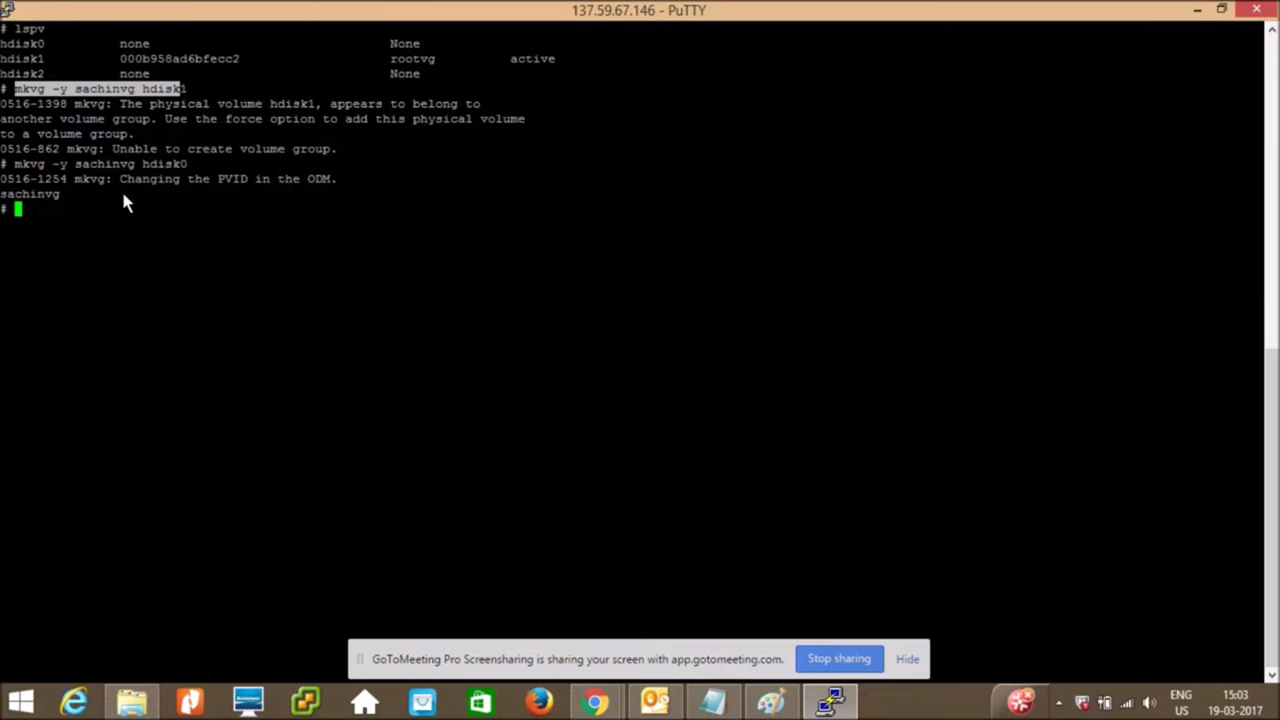 137.59.67.146 - PuTTY
# lspv
hdisk0 none None
hdisk1 000b958ad6bfecc2 rootvg active
hdisk2 none None
# mkvg -y sachinvg hdisk1
0516-1398 mkvg: The physical volume hdisk1, appears to belong to
another volume group. Use the force option to add this physical volume
to a volume group.
0516-862 mkvg: Unable to create volume group.
# mkvg -y sachinvg hdisk0
0516-1254 mkvg: Changing the PVID in the ODM.
sachinvg
#
GoToMeeting Pro Screensharing is sharing your screen with app.gotomeeting.com. Stop sharing Hide
ENG 15:03
US 19-03-2017